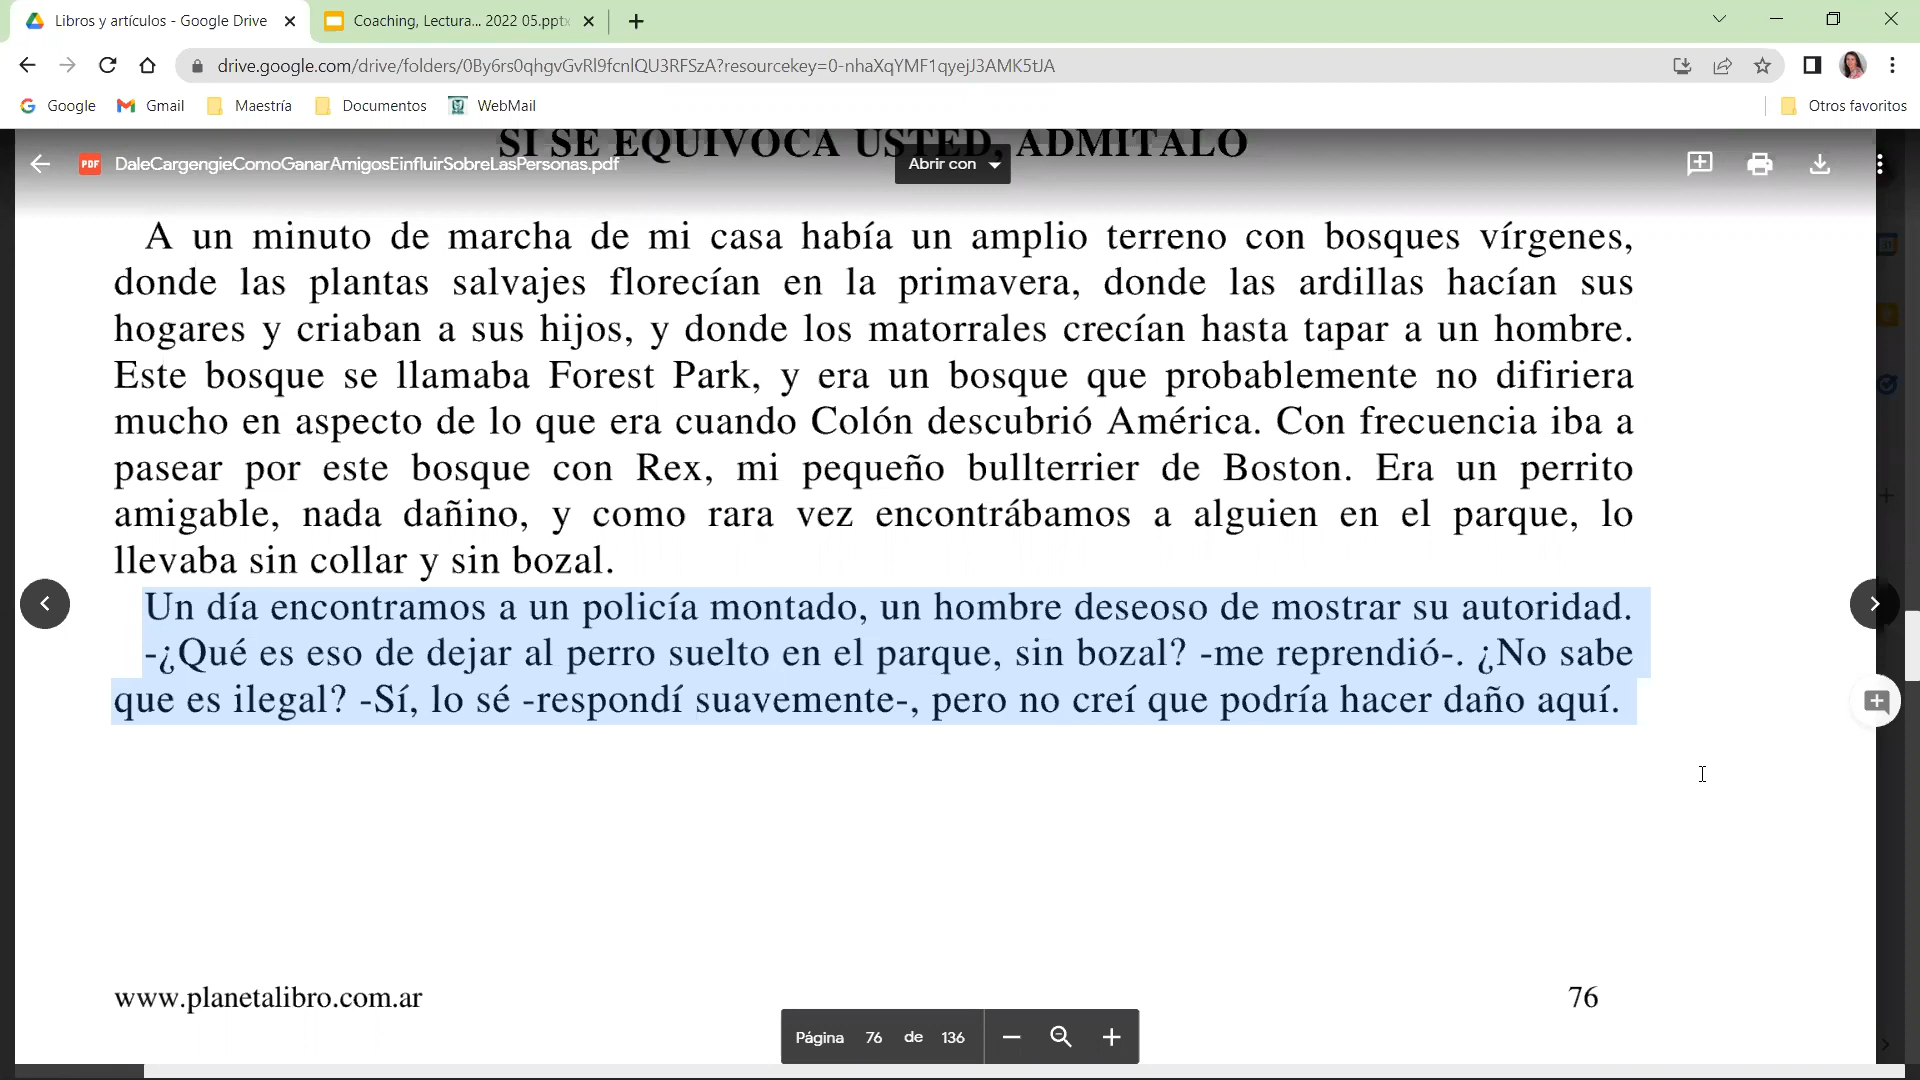 Libros y artículos - Google Drive
Coaching, Lectura... 2022 05.pptx
drive.google.com/drive/folders/0By6rs0qhgvGvRl9fcnlQU3RFSzA?resourcekey=0-nhaXqYMF1qyejJ3AMK5tJA
Google Gmail Maestría Documentos WebMail Otros favoritos
SI SE EQUIVOCA USTED, ADMÍTALO
PDF DaleCargengieComoGanarAmigosEinfluirSobreLasPersonas.pdf Abrir con
A un minuto de marcha de mi casa había un amplio terreno con bosques vírgenes,
donde las plantas salvajes florecían en la primavera, donde las ardillas hacían sus
hogares y criaban a sus hijos, y donde los matorrales crecían hasta tapar a un hombre.
Este bosque se llamaba Forest Park, y era un bosque que probablemente no difiriera
mucho en aspecto de lo que era cuando Colón descubrió América. Con frecuencia iba a
pasear por este bosque con Rex, mi pequeño bullterrier de Boston. Era un perrito
amigable, nada dañino, y como rara vez encontrábamos a alguien en el parque, lo
llevaba sin collar y sin bozal.
Un día encontramos a un policía montado, un hombre deseoso de mostrar su autoridad.
-¿Qué es eso de dejar al perro suelto en el parque, sin bozal? -me reprendió-. ¿No sabe
que es ilegal? -Sí, lo sé -respondí suavemente-, pero no creí que podría hacer daño aquí.
www.planetalibro.com.ar 76
Página 76 de 136